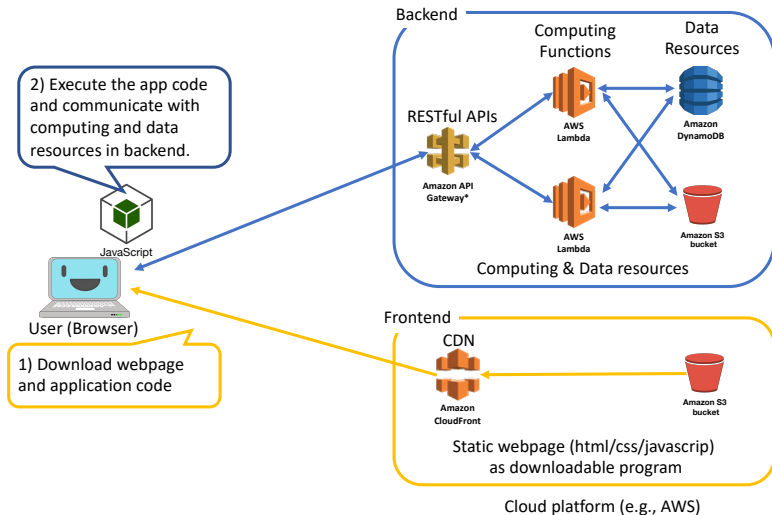 Backend
Computing
Functions
Data
Resources
2) Execute the app code
and communicate with
computing and data
resources in backend.
RESTful APIs
AWS
Lambda
Amazon
DynamoDB
Amazon API
Gateway*
JavaScript
AWS
Lambda
Amazon S3
bucket
Computing & Data resources
User (Browser)
Frontend
CDN
1) Download webpage
and application code
Amazon
CloudFront
Amazon S3
bucket
Static webpage (html/css/javascrip)
as downloadable program
Cloud platform (e.g., AWS)